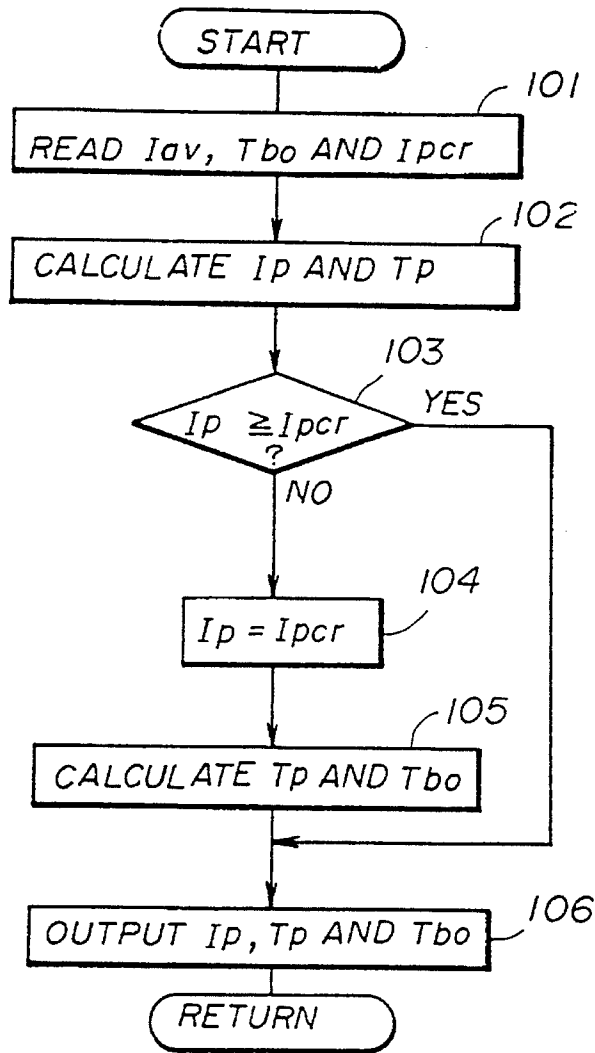 START
101
READ Iav, Tbo AND Ipcr
102
CALCULATE Ip AND Tp
103
YES
Ip ≧ Ipcr
?
NO
104
Ip = Ipcr
105
CALCULATE Tp AND Tbo
106
OUTPUT Ip, Tp AND Tbo
RETURN